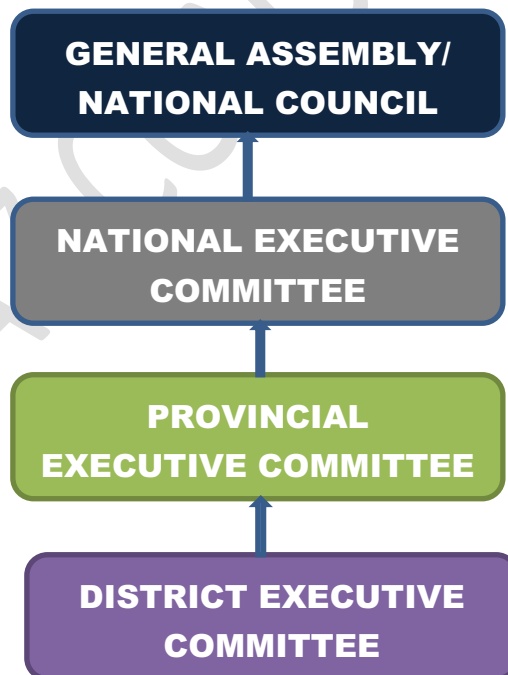 GENERAL ASSEMBLY/
NATIONAL COUNCIL
NATIONAL EXECUTIVE
COMMITTEE
PROVINCIAL
EXECUTIVE COMMITTEE
DISTRICT EXECUTIVE
COMMITTEE